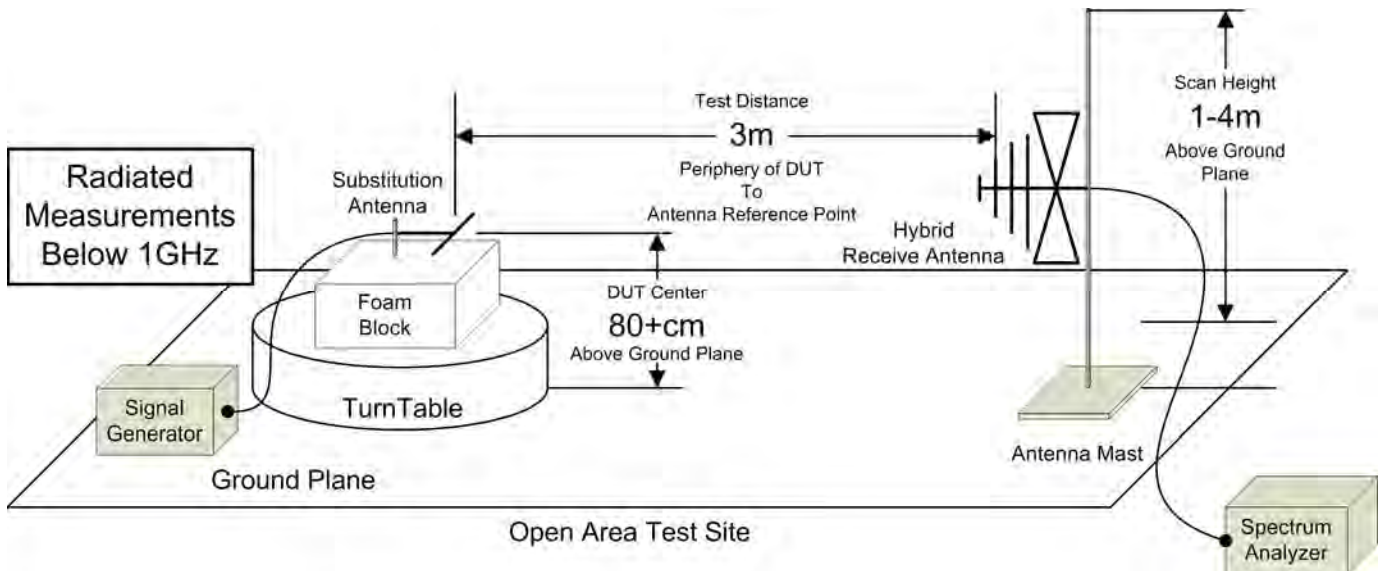 Radiated
Measurements
Below 1GHz
Substitution
Antenna
Test Distance
3m
Periphery of DUT
To
Antenna Reference Point
Hybrid
Receive Antenna
Scan Height
1-4m
Above Ground
Plane
Foam
Block
DUT Center
80+cm
Above Ground Plane
TurnTable
Signal
Generator
Ground Plane
Antenna Mast
Open Area Test Site
Spectrum
Analyzer